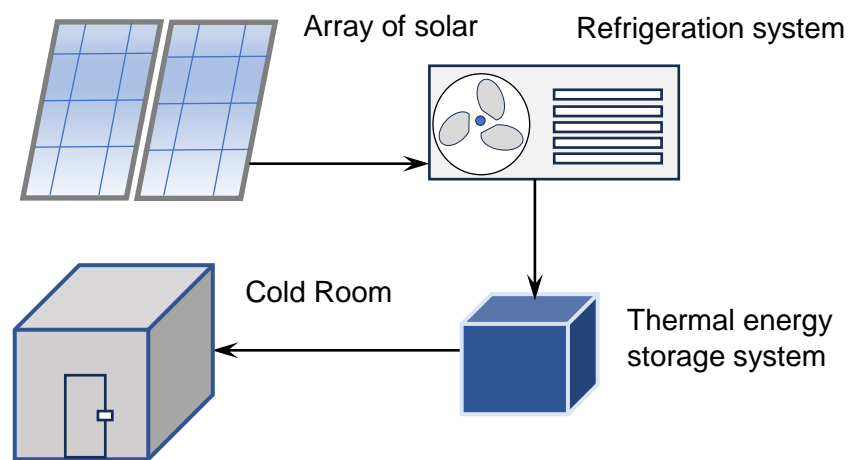 Array of solar
Refrigeration system
Cold Room
Thermal energy
storage system